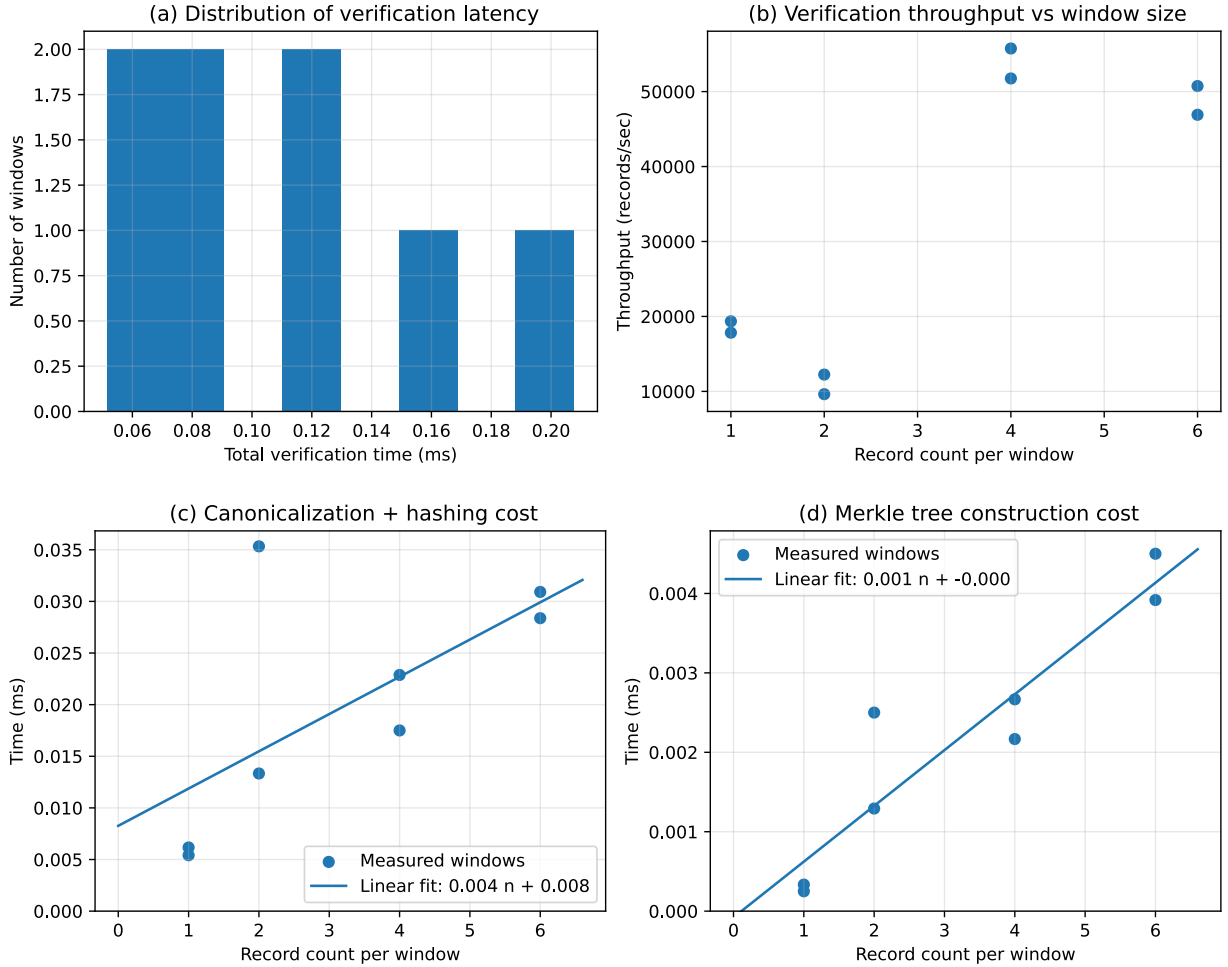 (a) Distribution of verification latency
2.00
1.75
1.50
1.25
1.00
0.75
0.50
0.25
0.00
Number of windows
0.06 0.08 0.10 0.12 0.14 0.16 0.18 0.20
Total verification time (ms)
(b) Verification throughput vs window size
50000
40000
30000
20000
10000
Throughput (records/sec)
1 2 3 4 5 6
Record count per window
(c) Canonicalization + hashing cost
0.035
0.030
0.025
0.020
0.015
0.010
0.005
0.000
Time (ms)
Measured windows
Linear fit: 0.004 n + 0.008
0 1 2 3 4 5 6
Record count per window
(d) Merkle tree construction cost
Measured windows
Linear fit: 0.001 n + -0.000
0.004
0.003
0.002
0.001
0.000
Time (ms)
0 1 2 3 4 5 6
Record count per window